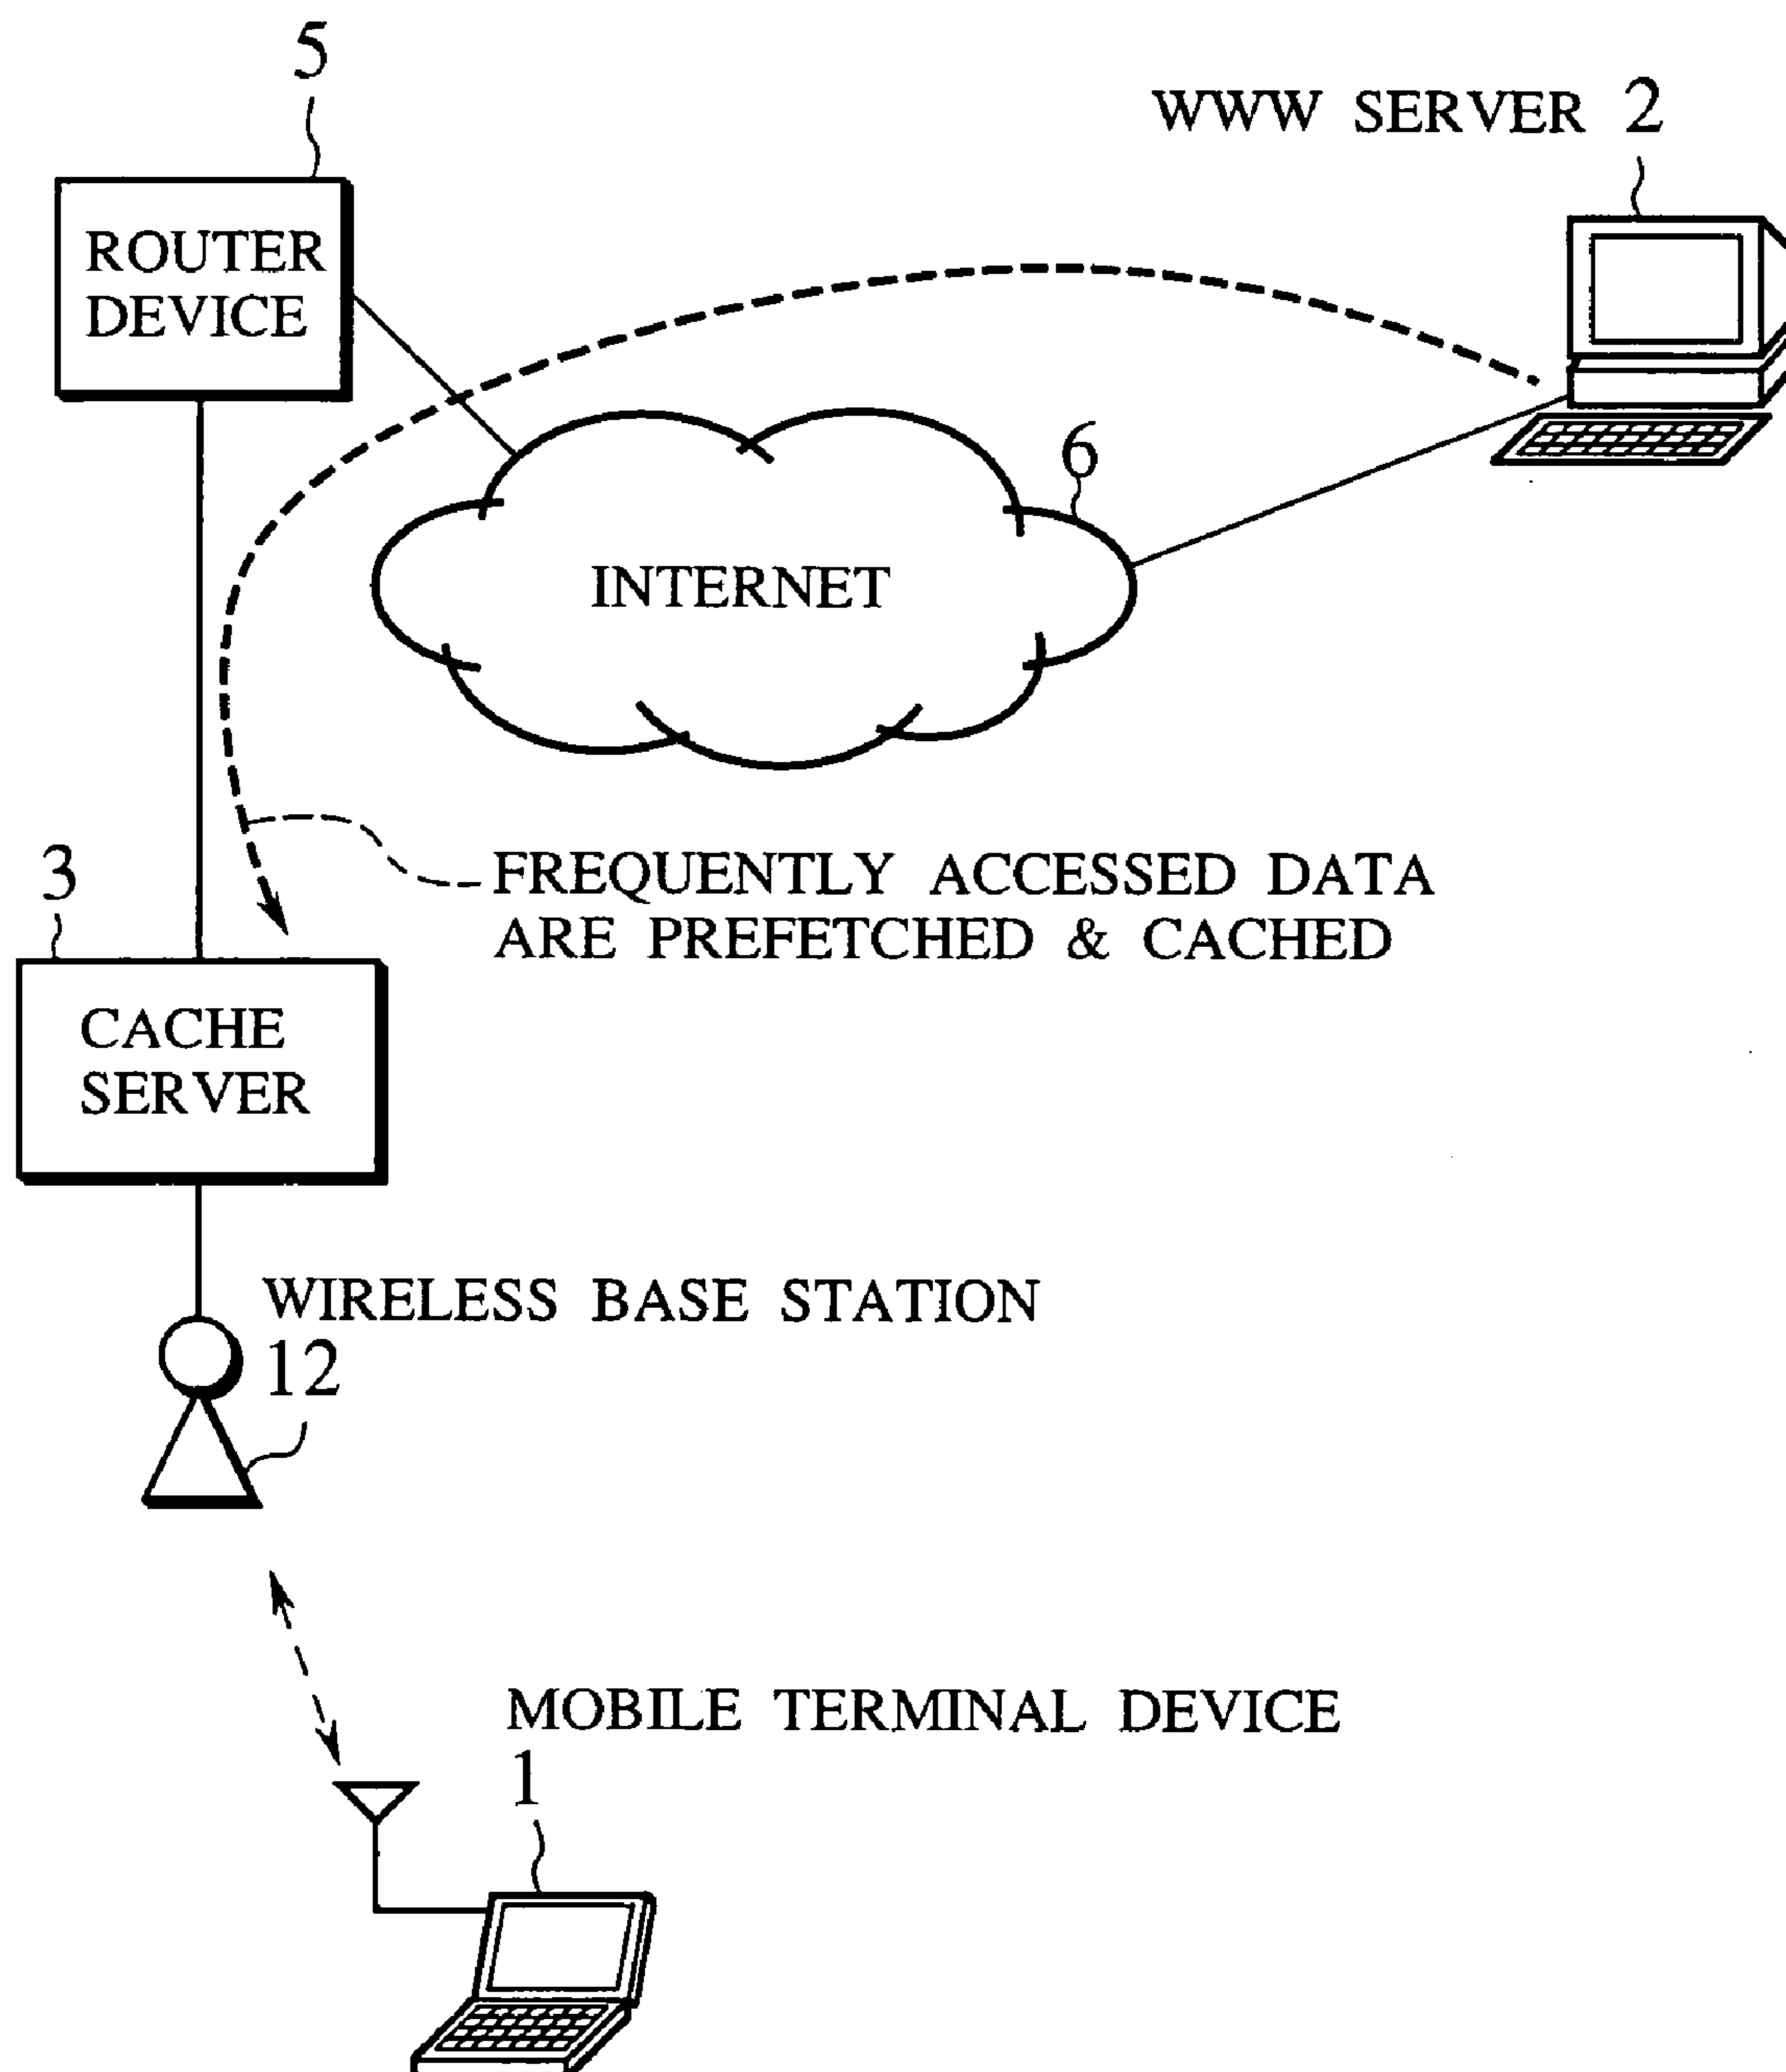 5
WWW SERVER 2
ROUTER
DEVICE
6
INTERNET
3
FREQUENTLY ACCESSED DATA
ARE PREFETCHED & CACHED
CACHE
SERVER
WIRELESS BASE STATION
12
MOBILE TERMINAL DEVICE
1